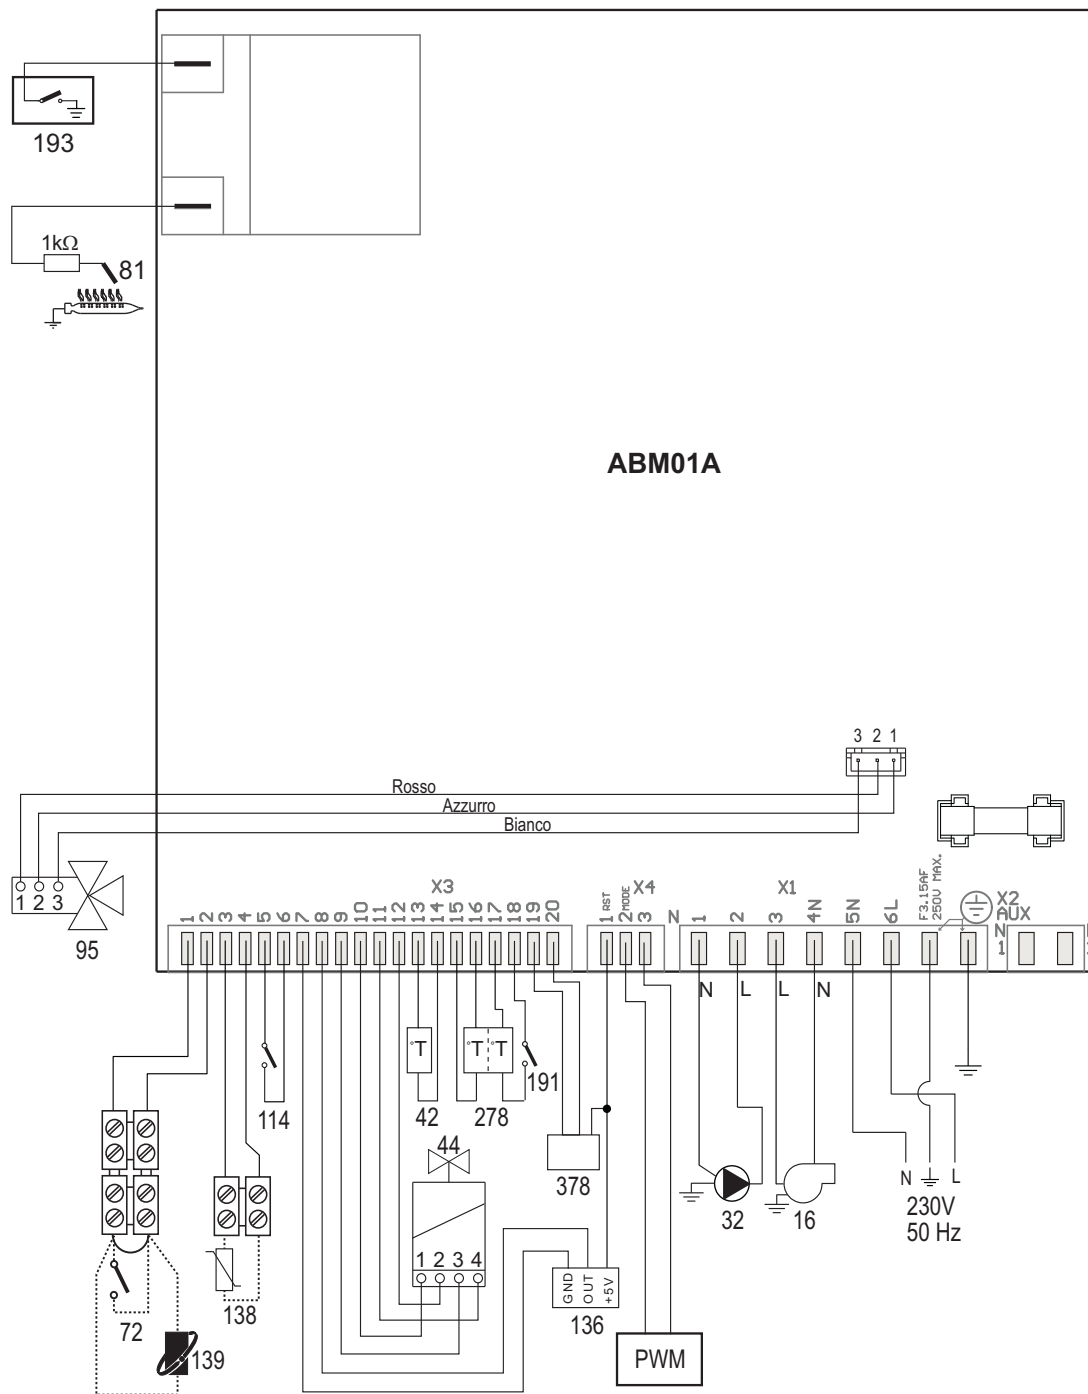 193
1kΩ
81
ABM01A
3 2 1
Rosso
Azzurro
Bianco
1 2 3
95
X3
1
2
3
4
5
6
7
8
9
10
11
12
13
14
15
16
17
18
19
20
X4
1 RST
2 MODE
3
N
X1
1
2
3
4N
5N
6L
F3.15AF
250V MAX.
X2
AUX
N
1
N L L N
°T
°T °T
114
42
278
191
378
44
1 2 3 4
GND
OUT
+5V
136
PWM
32
16
N L
230V
50 Hz
72
139
138